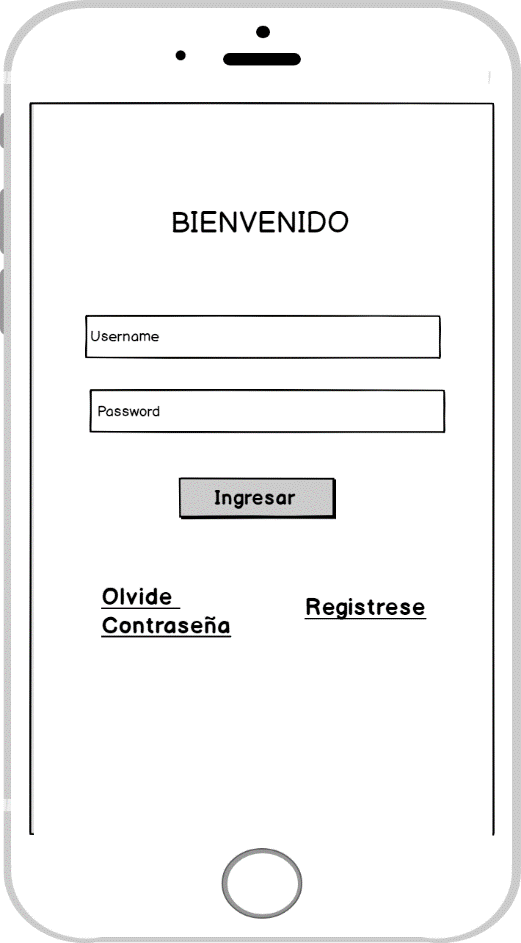 BIENVENIDO
Username
Password
Ingresar
Olvide
Contraseña
Registrese